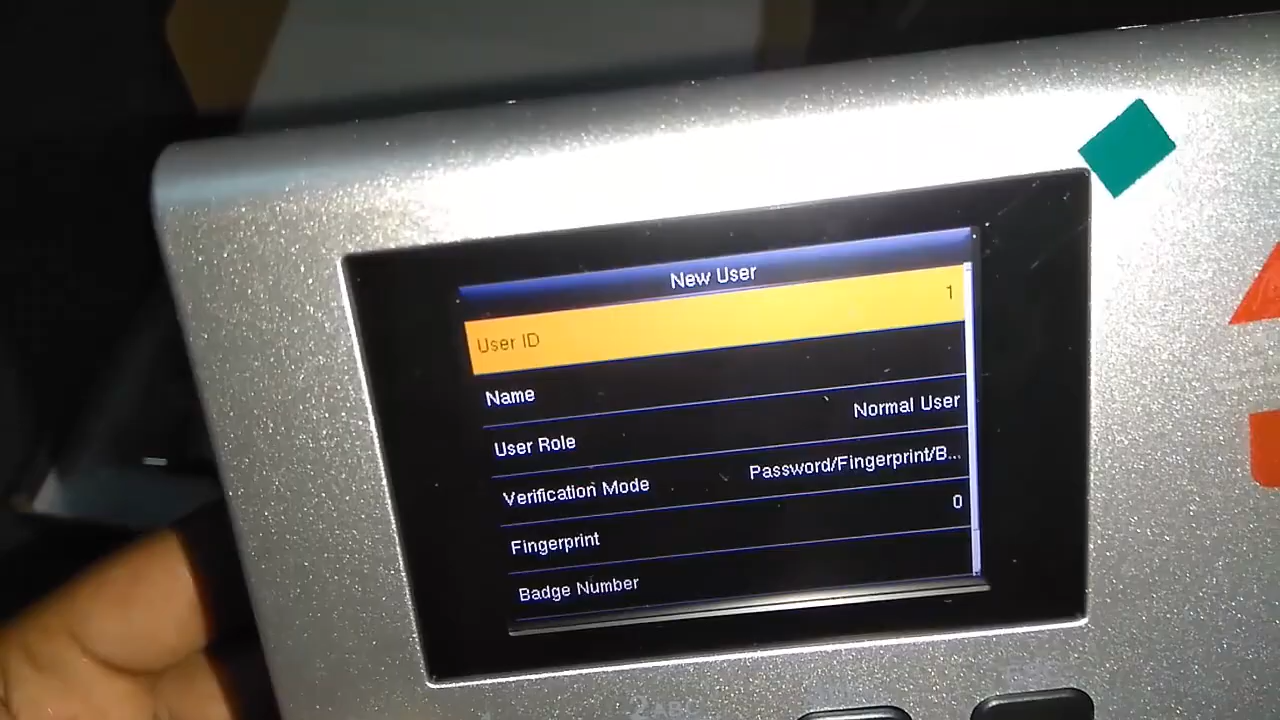 New User
User ID 1
Name
User Role Normal User
Verification Mode Password/Fingerprint/B...
Fingerprint 0
Badge Number